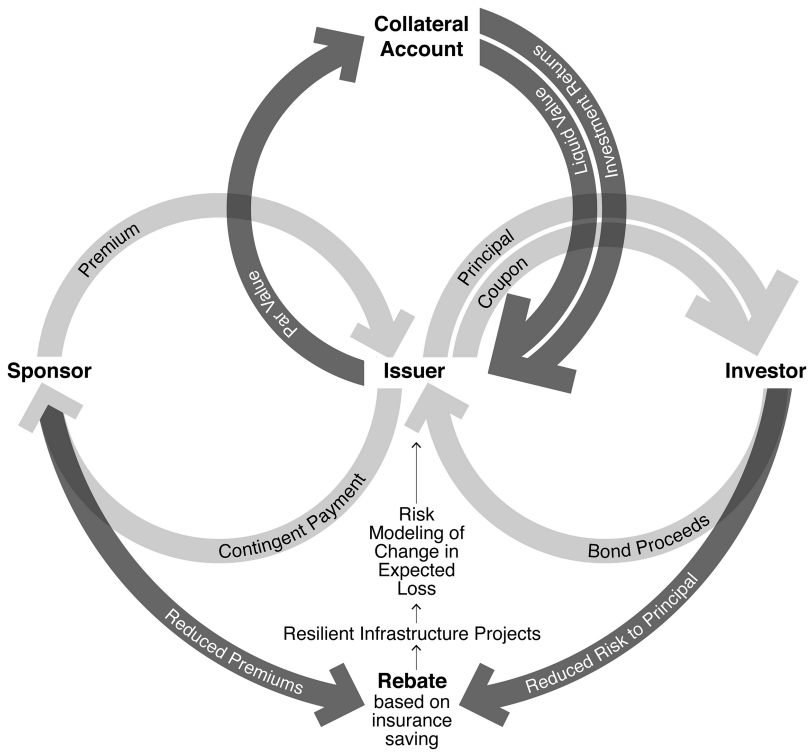 Collateral
Account
Investment Returns
Liquid Value
Premium
Par Value
Principal
Coupon
Sponsor
Issuer
Investor
Contingent Payment
Bond Proceeds
Risk
Modeling of
Change in
Expected
Loss
Resilient Infrastructure Projects
Reduced Premiums
Reduced Risk to Principal
Rebate
based on
insurance
saving